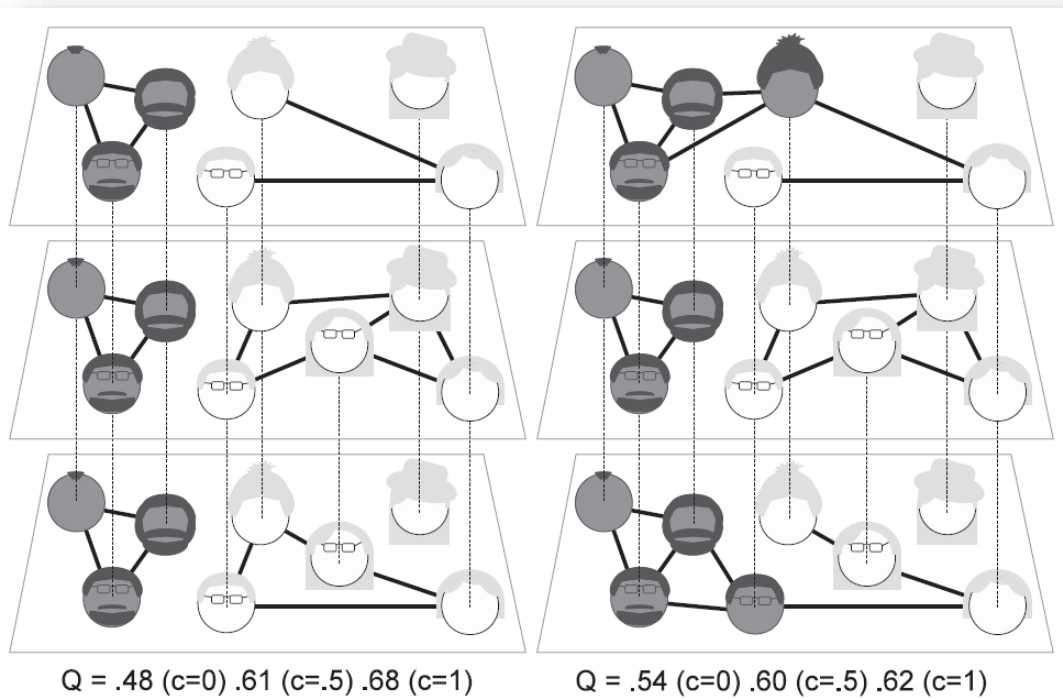 Q = .48 (c=0) .61 (c=.5) .68 (c=1)
Q = .54 (c=0) .60 (c=.5) .62 (c=1)